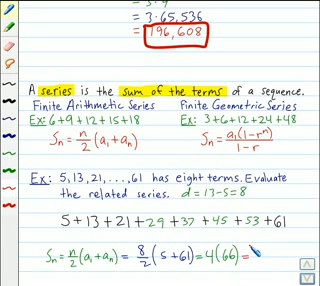 = 3·65,536
= 196,608
A series is the sum of the terms of a sequence.
Finite Arithmetic Series Finite Geometric Series
Ex: 6+9+12+15+18 Ex: 3+6+12+24+48
Sn = n/2 (a1+an) Sn = a1(1-r^n)/1-r
Ex: 5,13,21,...,61 has eight terms. Evaluate
the related series. d=13-5=8
5+13+21+29+37+45+53+61
Sn = n/2 (a1+an) = 8/2 (5+61) = 4(66) =